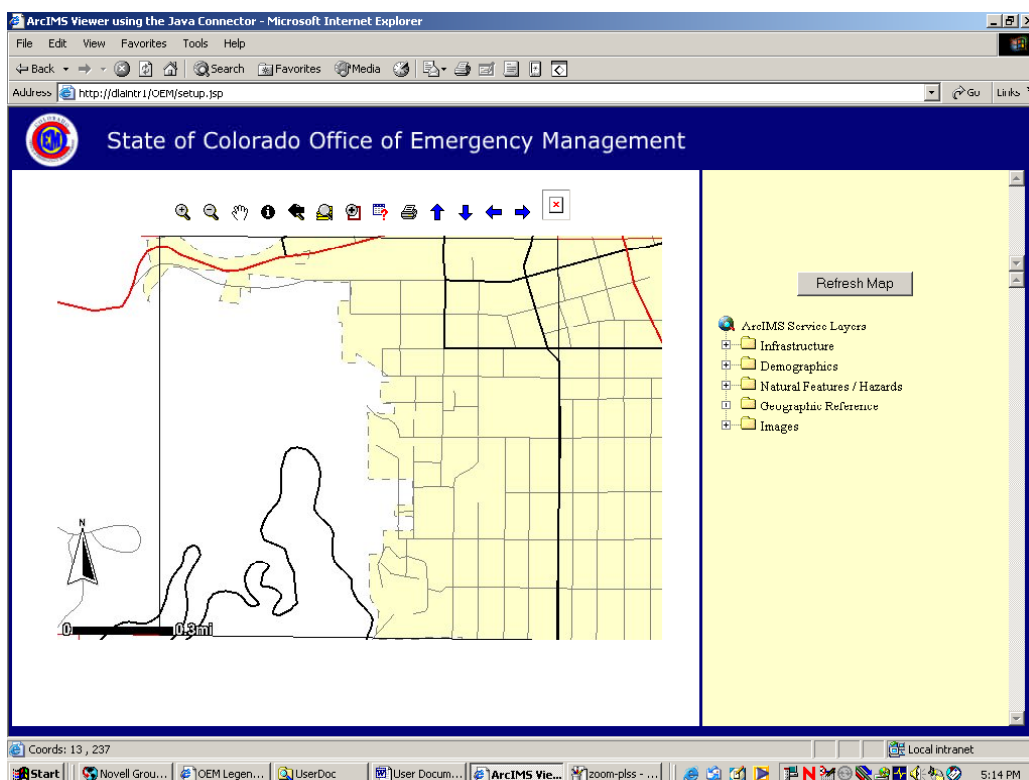 ArcIMS Viewer using the Java Connector - Microsoft Internet Explorer
File Edit View Favorites Tools Help
Back Search Favorites Media
Address http://dlaintr1/OEM/setup.jsp Go Links
State of Colorado Office of Emergency Management
Refresh Map
ArcIMS Service Layers
Infrastructure
Demographics
Natural Features / Hazards
Geographic Reference
Images
N
0 0.3mi
Coords: 13 , 237 Local intranet
Start Novell Grou... OEM Legen... UserDoc User Docum... ArcIMS Vie... zoom-plss - ... 5:14 PM